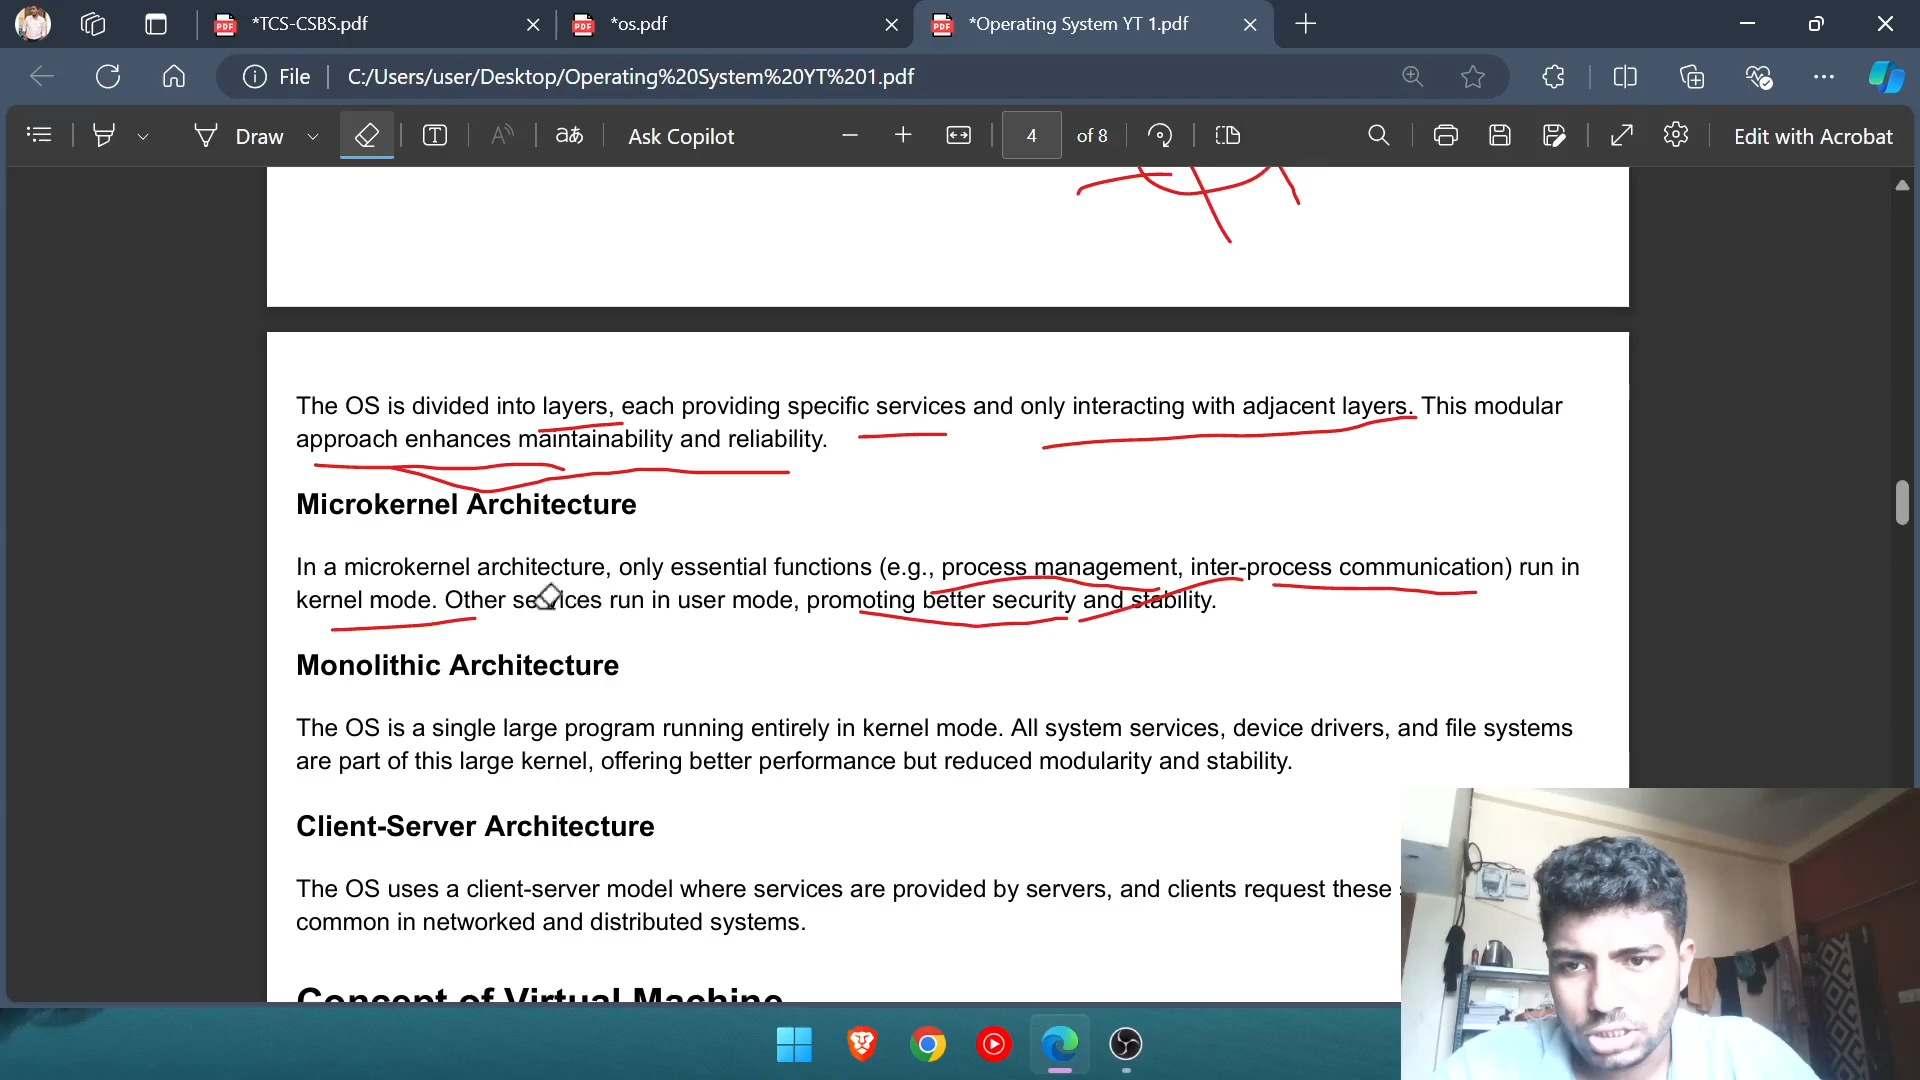 *TCS-CSBS.pdf
*os.pdf
*Operating System YT 1.pdf
File
C:/Users/user/Desktop/Operating%20System%20YT%201.pdf
Draw
aあ
Ask Copilot
4
of 8
Edit with Acrobat
The OS is divided into layers, each providing specific services and only interacting with adjacent layers. This modular
approach enhances maintainability and reliability.
Microkernel Architecture
In a microkernel architecture, only essential functions (e.g., process management, inter-process communication) run in
kernel mode. Other services run in user mode, promoting better security and stability.
Monolithic Architecture
The OS is a single large program running entirely in kernel mode. All system services, device drivers, and file systems
are part of this large kernel, offering better performance but reduced modularity and stability.
Client-Server Architecture
The OS uses a client-server model where services are provided by servers, and clients request these
common in networked and distributed systems.
Concept of Virtual Machine